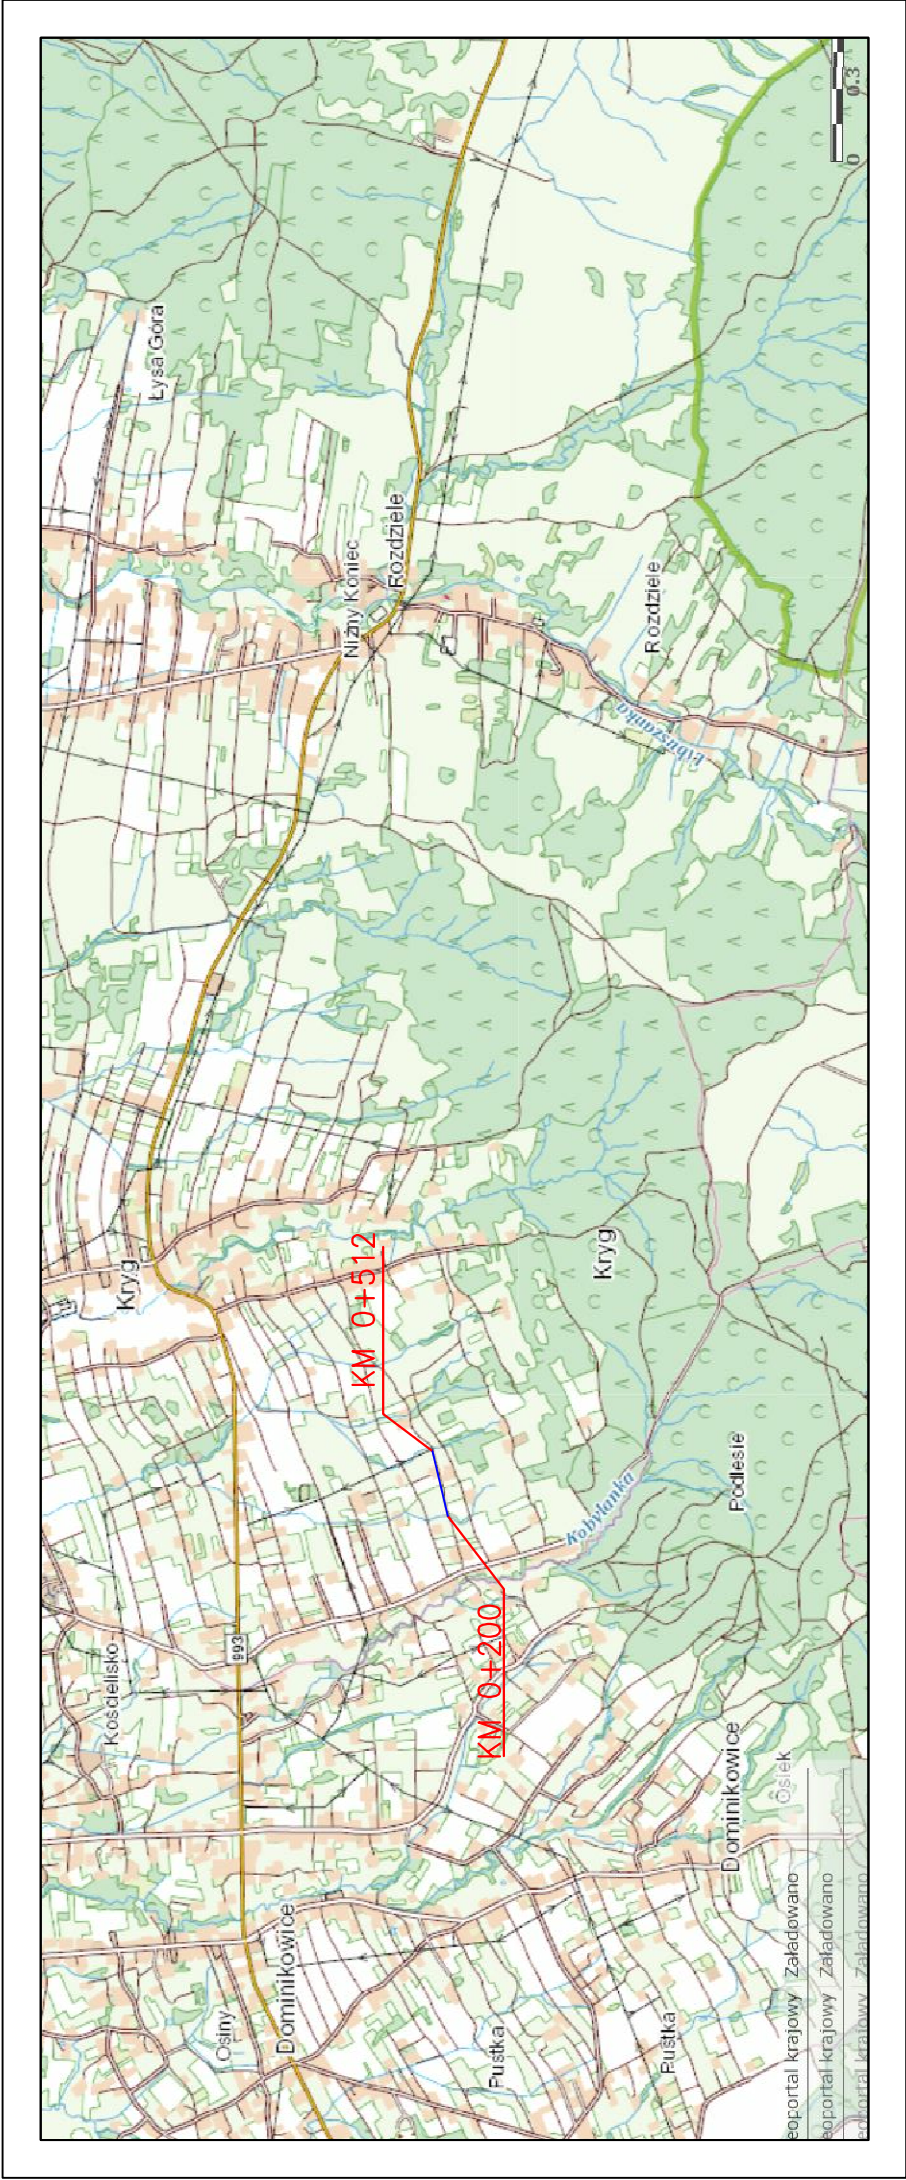 0
0.3
Łysa Góra
Niżny Koniec
Rozdziele
Rozdziele
Libuszanka
Kryg
KM 0+512
Kryg
Kobylanka
Podlesie
Kościelisko
993
KM 0+200
Dominikowice
Osiek
Osiny
Dominikowice
Pustka
Pustka
eoportal krajowy Załadowano
eoportal krajowy Załadowano
eoportal krajowy Załadowano